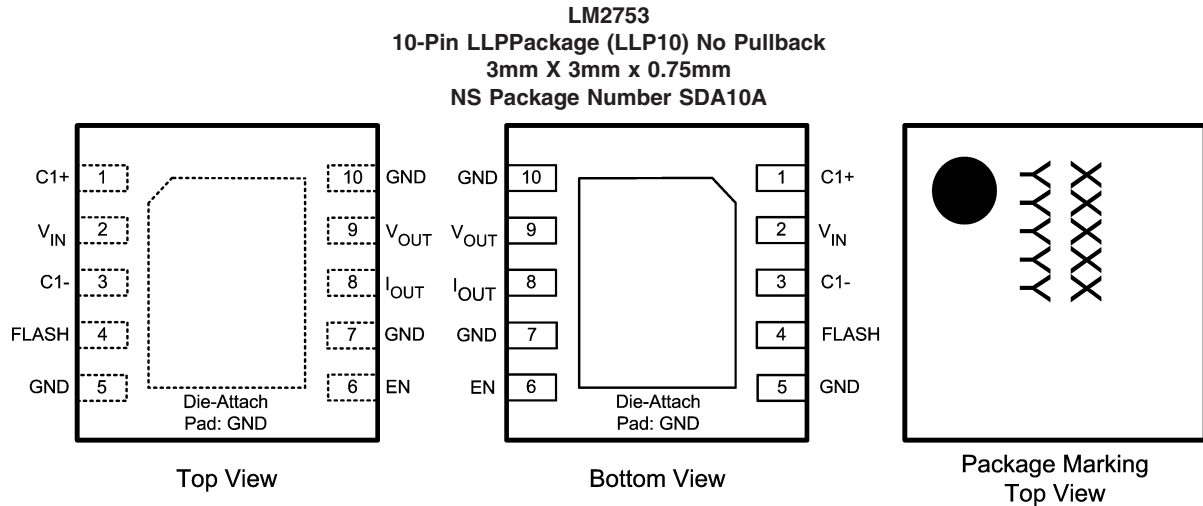 LM2753
10-Pin LLPPackage (LLP10) No Pullback
3mm X 3mm x 0.75mm
NS Package Number SDA10A
C1+ 1 10 GND
VIN 2 9 VOUT
C1- 3 8 IOUT
FLASH 4 7 GND
GND 5 6 EN
Die-Attach
Pad: GND
Top View
GND 10 1 C1+
VOUT 9 2 VIN
IOUT 8 3 C1-
GND 7 4 FLASH
EN 6 5 GND
Die-Attach
Pad: GND
Bottom View
YYYYY
XXXXX
Package Marking
Top View